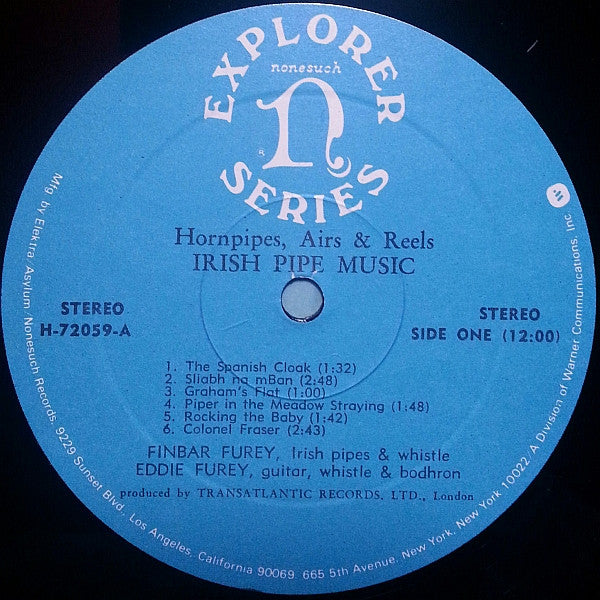 EXPLORER
nonesuch
n
®
SERIES
Hornpipes, Airs & Reels
IRISH PIPE MUSIC
STEREO
H-72059-A
STEREO
SIDE ONE (12:00)
1. The Spanish Cloak (1:32)
2. Sliabh na mBan (2:48)
3. Graham's Flat (1:00)
4. Piper in the Meadow Straying (1:48)
5. Rocking the Baby (1:42)
6. Colonel Fraser (2:43)
FINBAR FUREY, Irish pipes & whistle
EDDIE FUREY, guitar, whistle & bodhron
produced by TRANSATLANTIC RECORDS, LTD., London
Mfg by Elektra, Asylum, Nonesuch Records, 9229 Sunset Blvd., Los Angeles, California 90069. 665 5th Avenue, New York, New York 10022. A Division of Warner Communications, Inc